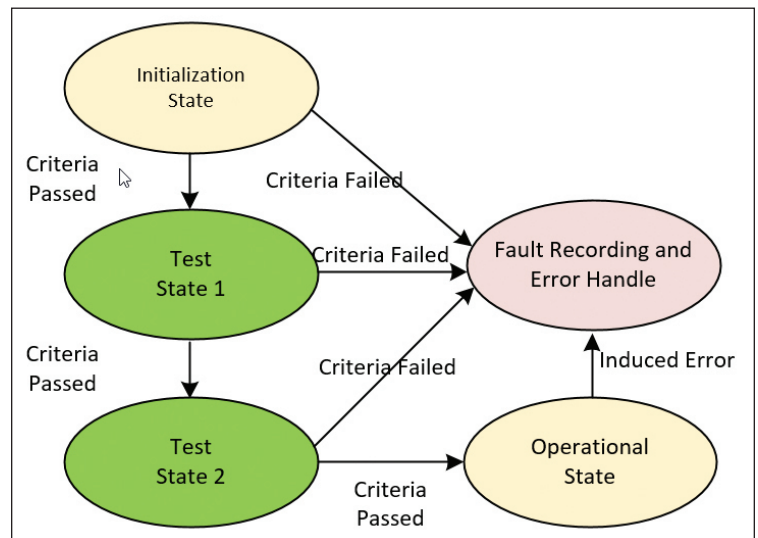 Initialization
State
Criteria
Passed
Criteria Failed
Test
State 1
Criteria Failed
Fault Recording and
Error Handle
Criteria
Passed
Criteria Failed
Induced Error
Test
State 2
Operational
State
Criteria
Passed